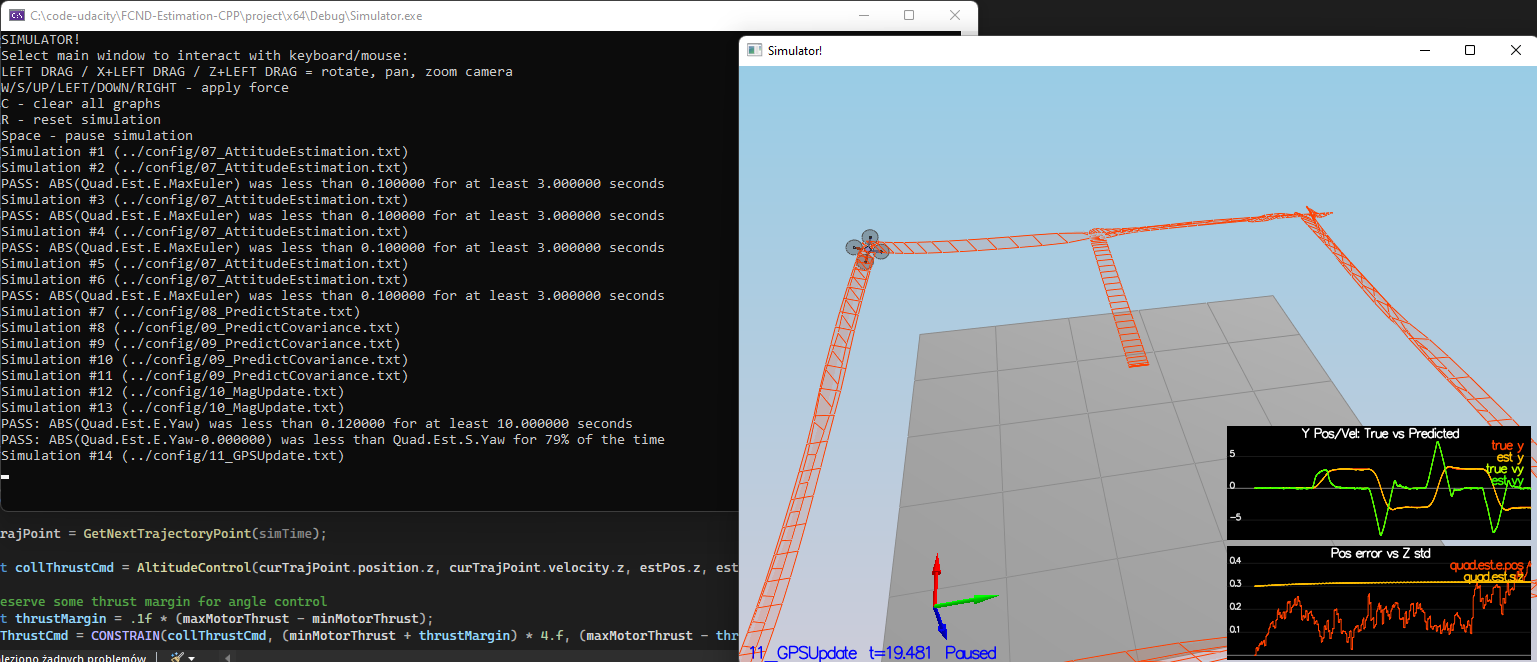 C:\code-udacity\FCND-Estimation-CPP\project\x64\Debug\Simulator.exe
SIMULATOR!
Select main window to interact with keyboard/mouse:
LEFT DRAG / X+LEFT DRAG / Z+LEFT DRAG = rotate, pan, zoom camera
W/S/UP/LEFT/DOWN/RIGHT - apply force
C - clear all graphs
R - reset simulation
Space - pause simulation
Simulation #1 (../config/07_AttitudeEstimation.txt)
Simulation #2 (../config/07_AttitudeEstimation.txt)
PASS: ABS(Quad.Est.E.MaxEuler) was less than 0.100000 for at least 3.000000 seconds
Simulation #3 (../config/07_AttitudeEstimation.txt)
PASS: ABS(Quad.Est.E.MaxEuler) was less than 0.100000 for at least 3.000000 seconds
Simulation #4 (../config/07_AttitudeEstimation.txt)
PASS: ABS(Quad.Est.E.MaxEuler) was less than 0.100000 for at least 3.000000 seconds
Simulation #5 (../config/07_AttitudeEstimation.txt)
Simulation #6 (../config/07_AttitudeEstimation.txt)
PASS: ABS(Quad.Est.E.MaxEuler) was less than 0.100000 for at least 3.000000 seconds
Simulation #7 (../config/08_PredictState.txt)
Simulation #8 (../config/09_PredictCovariance.txt)
Simulation #9 (../config/09_PredictCovariance.txt)
Simulation #10 (../config/09_PredictCovariance.txt)
Simulation #11 (../config/09_PredictCovariance.txt)
Simulation #12 (../config/10_MagUpdate.txt)
Simulation #13 (../config/10_MagUpdate.txt)
PASS: ABS(Quad.Est.E.Yaw) was less than 0.120000 for at least 10.000000 seconds
PASS: ABS(Quad.Est.E.Yaw-0.000000) was less than Quad.Est.S.Yaw for 79% of the time
Simulation #14 (../config/11_GPSUpdate.txt)
rajPoint = GetNextTrajectoryPoint(simTime);
t collThrustCmd = AltitudeControl(curTrajPoint.position.z, curTrajPoint.velocity.z, estPos.z, est
eserve some thrust margin for angle control
t thrustMargin = .1f * (maxMotorThrust - minMotorThrust);
ThrustCmd = CONSTRAIN(collThrustCmd, (minMotorThrust + thrustMargin) * 4.f, (maxMotorThrust - thr
leziono żadnych problemów
Simulator!
Y Pos/Vel: True vs Predicted
true y
est y
true vy
est vy
5
0
-5
Pos error vs Z std
quad.est.e.pos
quad.est.s.z
0.4
0.3
0.2
0.1
11_GPSUpdate t=19.481 Paused